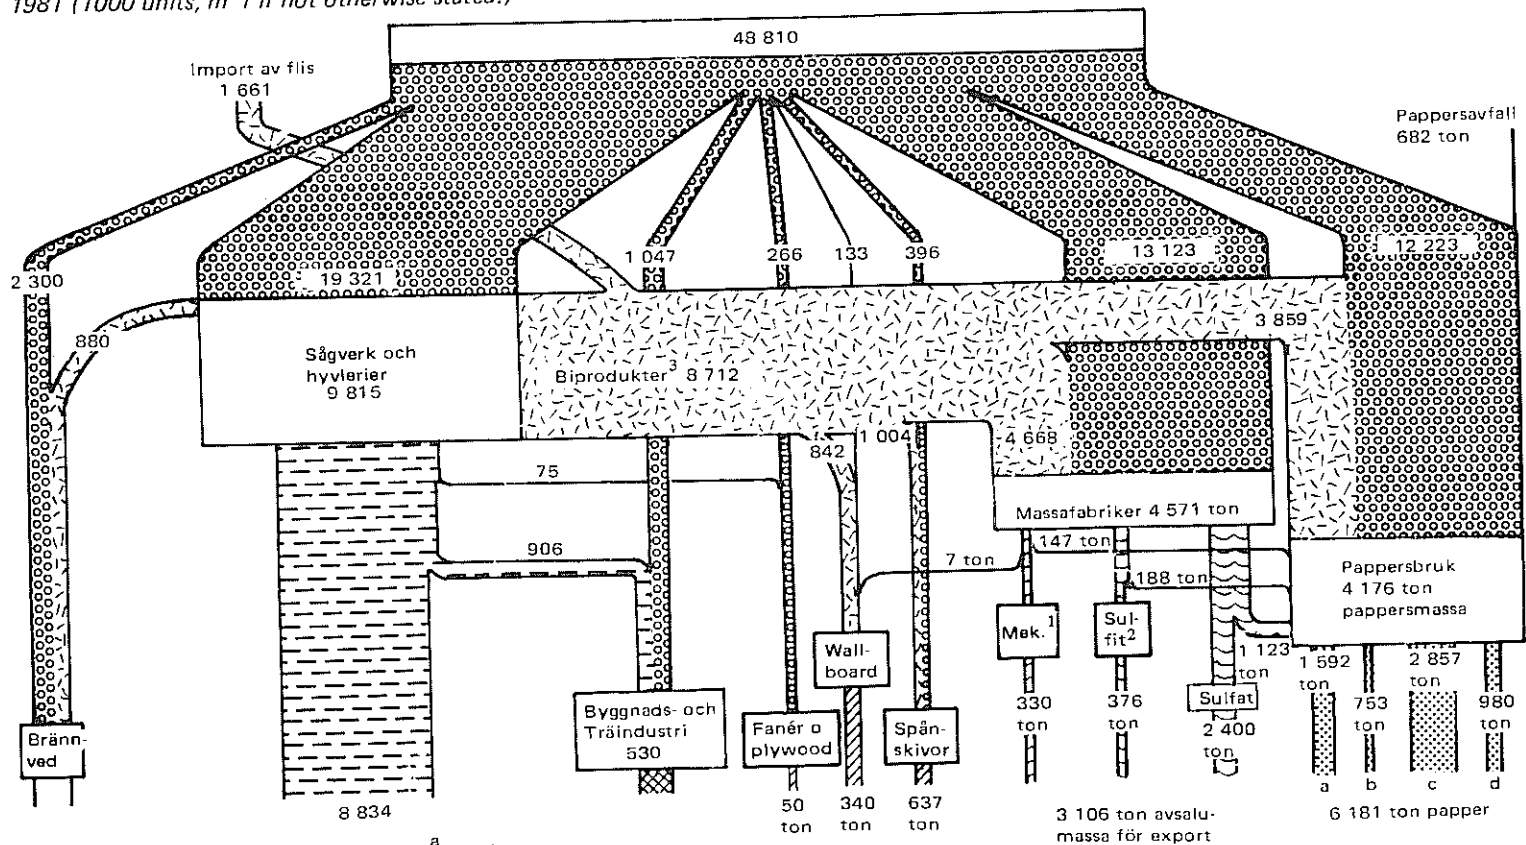 1981 (1000 units, m³ f if not otherwise stated.)
48 810
Import av flis
1 661
Pappersavfall
682 ton
2 300
19 321
1 047
266
133
396
13 123
12 223
880
Sågverk och
hyvlerier
9 815
Biprodukter³ 8 712
3 859
75
842
1 004
4 668
Massafabriker 4 571 ton
906
7 ton
147 ton
188 ton
Pappersbruk
4 176 ton
pappersmassa
Mek.¹
Sul-
fit²
Wall-
board
1 123
ton
1 592
ton
2 857
ton
Bränn-
ved
Byggnads- och
Träindustri
530
Fanér o
plywood
Spån-
skivor
330
ton
376
ton
Sulfat
2 400
ton
753
ton
980
ton
a
b
c
d
8 834
50
ton
340
ton
637
ton
3 106 ton avsalu-
massa för export
6 181 ton papper
a